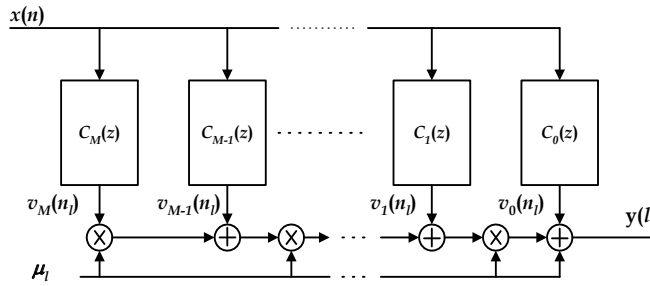 x(n)
C_M(z) C_{M-1}(z) C_1(z) C_0(z)
v_M(n_l) v_{M-1}(n_l) v_1(n_l) v_0(n_l)
y(l
μ_l